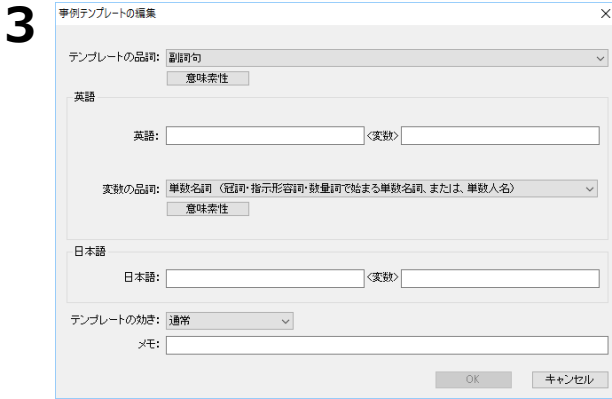 3
事例テンプレートの編集
テンプレートの品詞: 副詞句
意味素性
英語
英語: <変数>
変数の品詞: 単数名詞 (冠詞・指示形容詞・数量詞で始まる単数名詞、または、単数人名)
意味素性
日本語
日本語: <変数>
テンプレートの効き: 通常
メモ:
OK キャンセル